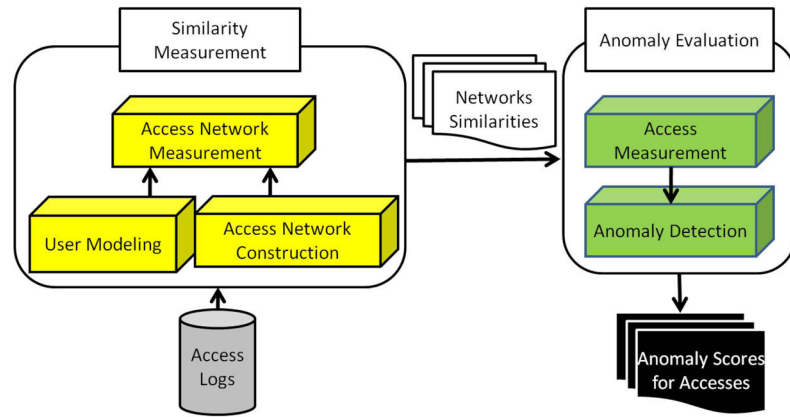 Similarity
Measurement
Anomaly Evaluation
Networks
Similarities
Access Network
Measurement
Access
Measurement
User Modeling
Access Network
Construction
Anomaly Detection
Access
Logs
Anomaly Scores
for Accesses